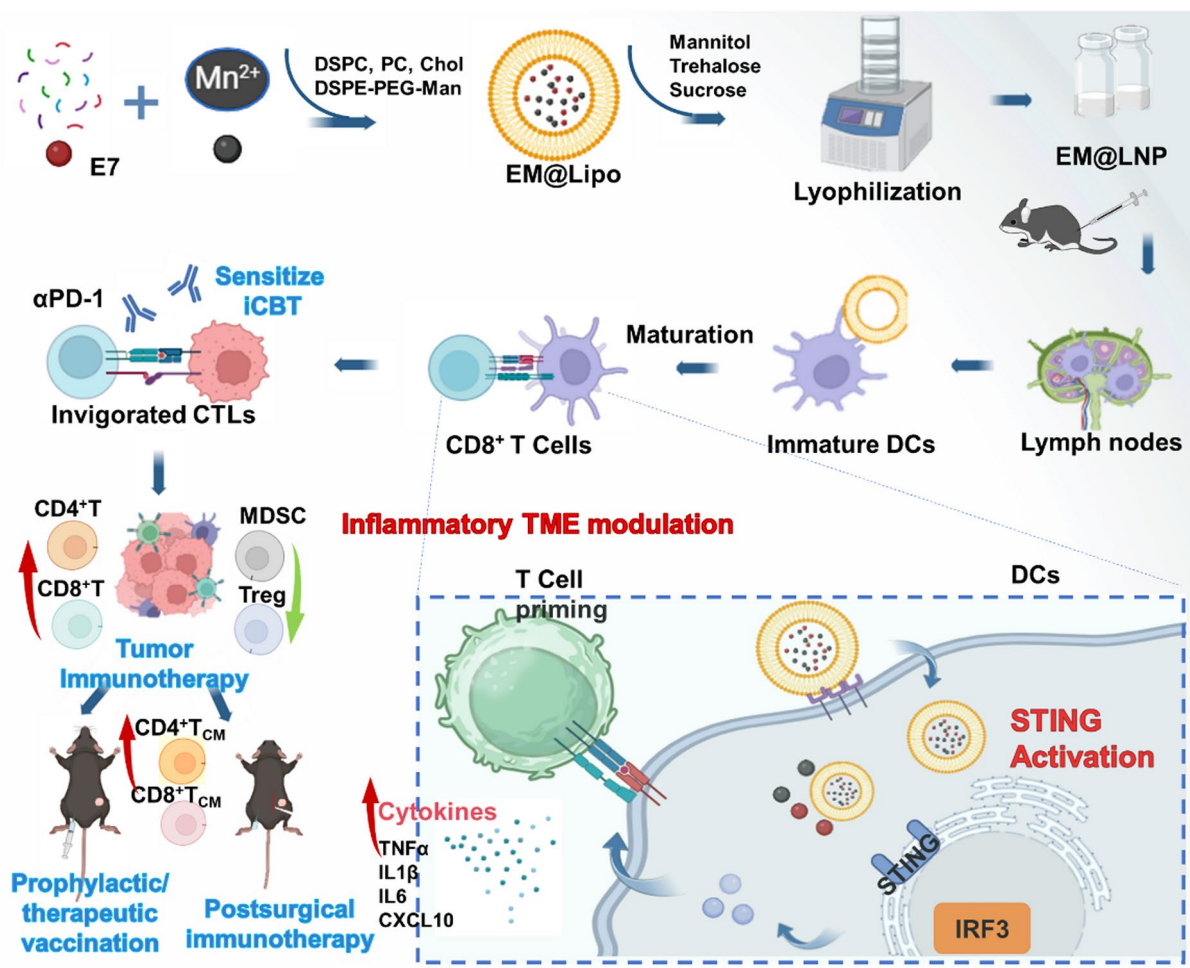 E7
Mn²⁺
DSPC, PC, Chol
DSPE-PEG-Man
EM@Lipo
Mannitol
Trehalose
Sucrose
Lyophilization
EM@LNP
αPD-1
Sensitize
iCBT
Invigorated CTLs
CD8⁺ T Cells
Maturation
Immature DCs
Lymph nodes
CD4⁺T
CD8⁺T
MDSC
Treg
Tumor
Immunotherapy
CD4⁺T_CM
CD8⁺T_CM
Prophylactic/
therapeutic
vaccination
Postsurgical
immunotherapy
Inflammatory TME modulation
T Cell
priming
DCs
STING
Activation
Cytokines
TNFα
IL1β
IL6
CXCL10
STING
IRF3